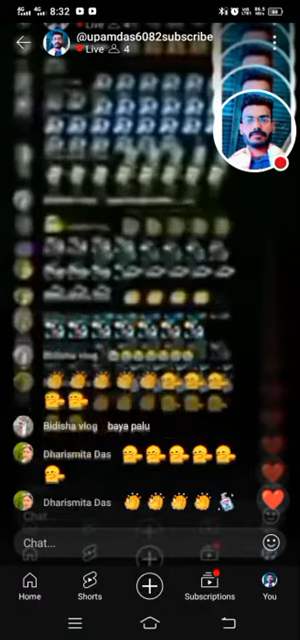 8:32
@upamdas6082subscribe
Live 4
Bidisha vlog
Bidisha vlog baya palu
Dharismita Das
Dharismita Das
Chat...
Home Shorts Subscriptions You